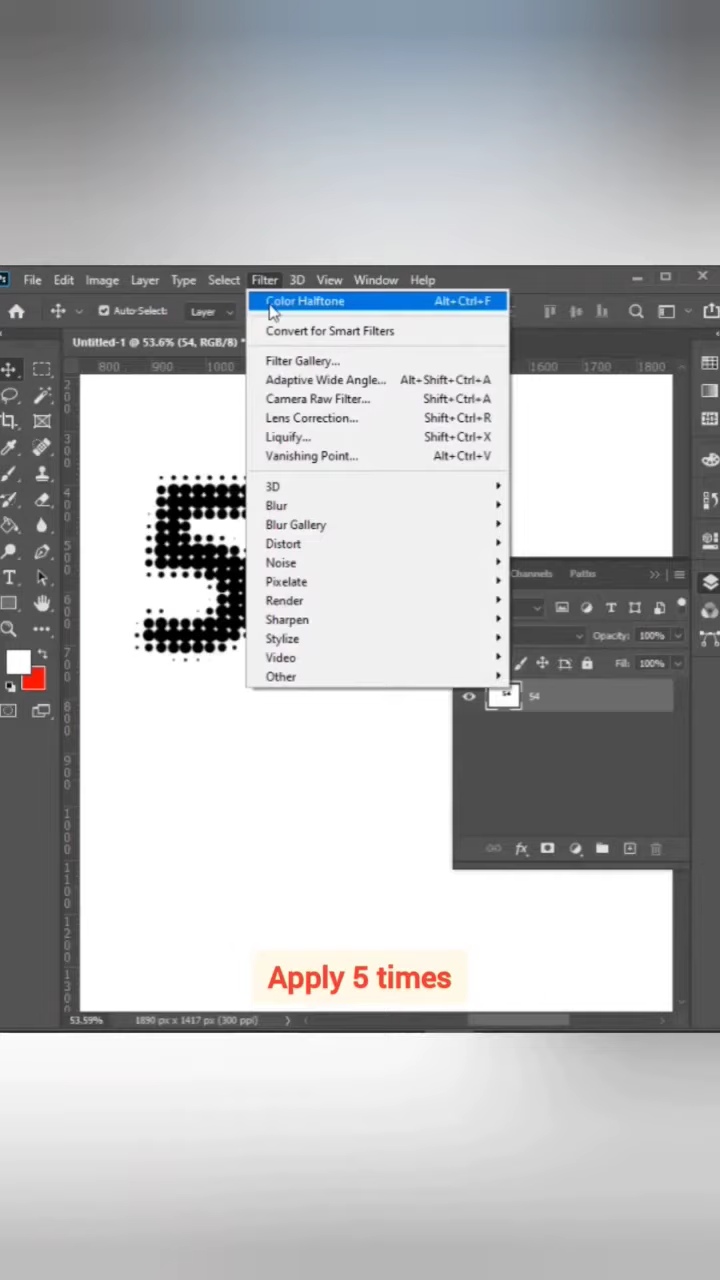 File Edit Image Layer Type Select Filter 3D View Window Help
Auto-Select: Layer
Untitled-1 @ 53.6% (54, RGB/8) *
800 900 1000 1600 1700 1800
Color Halftone Alt+Ctrl+F
Convert for Smart Filters
Filter Gallery...
Adaptive Wide Angle... Alt+Shift+Ctrl+A
Camera Raw Filter... Shift+Ctrl+A
Lens Correction... Shift+Ctrl+R
Liquify... Shift+Ctrl+X
Vanishing Point... Alt+Ctrl+V
3D
Blur
Blur Gallery
Distort
Noise
Pixelate
Render
Sharpen
Stylize
Video
Other
5
Channels Paths
Opacity: 100%
Fill: 100%
54
Apply 5 times
53.59% 1890 px x 1417 px (300 ppi)